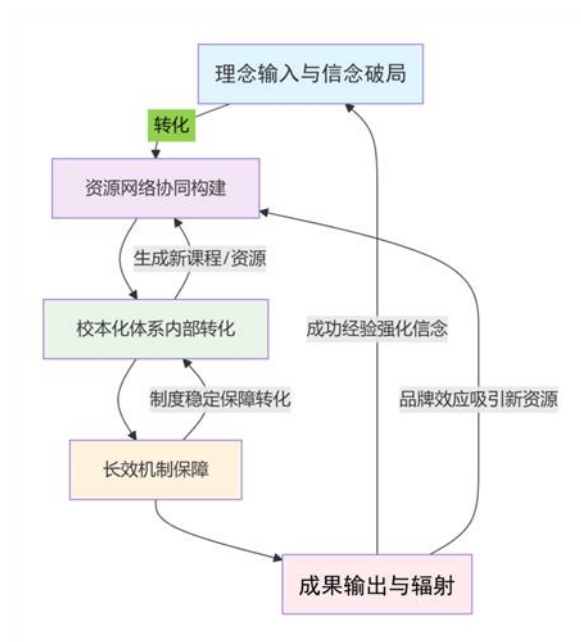 理念输入与信念破局
转化
资源网络协同构建
生成新课程/资源
校本化体系内部转化
成功经验强化信念
品牌效应吸引新资源
制度稳定保障转化
长效机制保障
成果输出与辐射